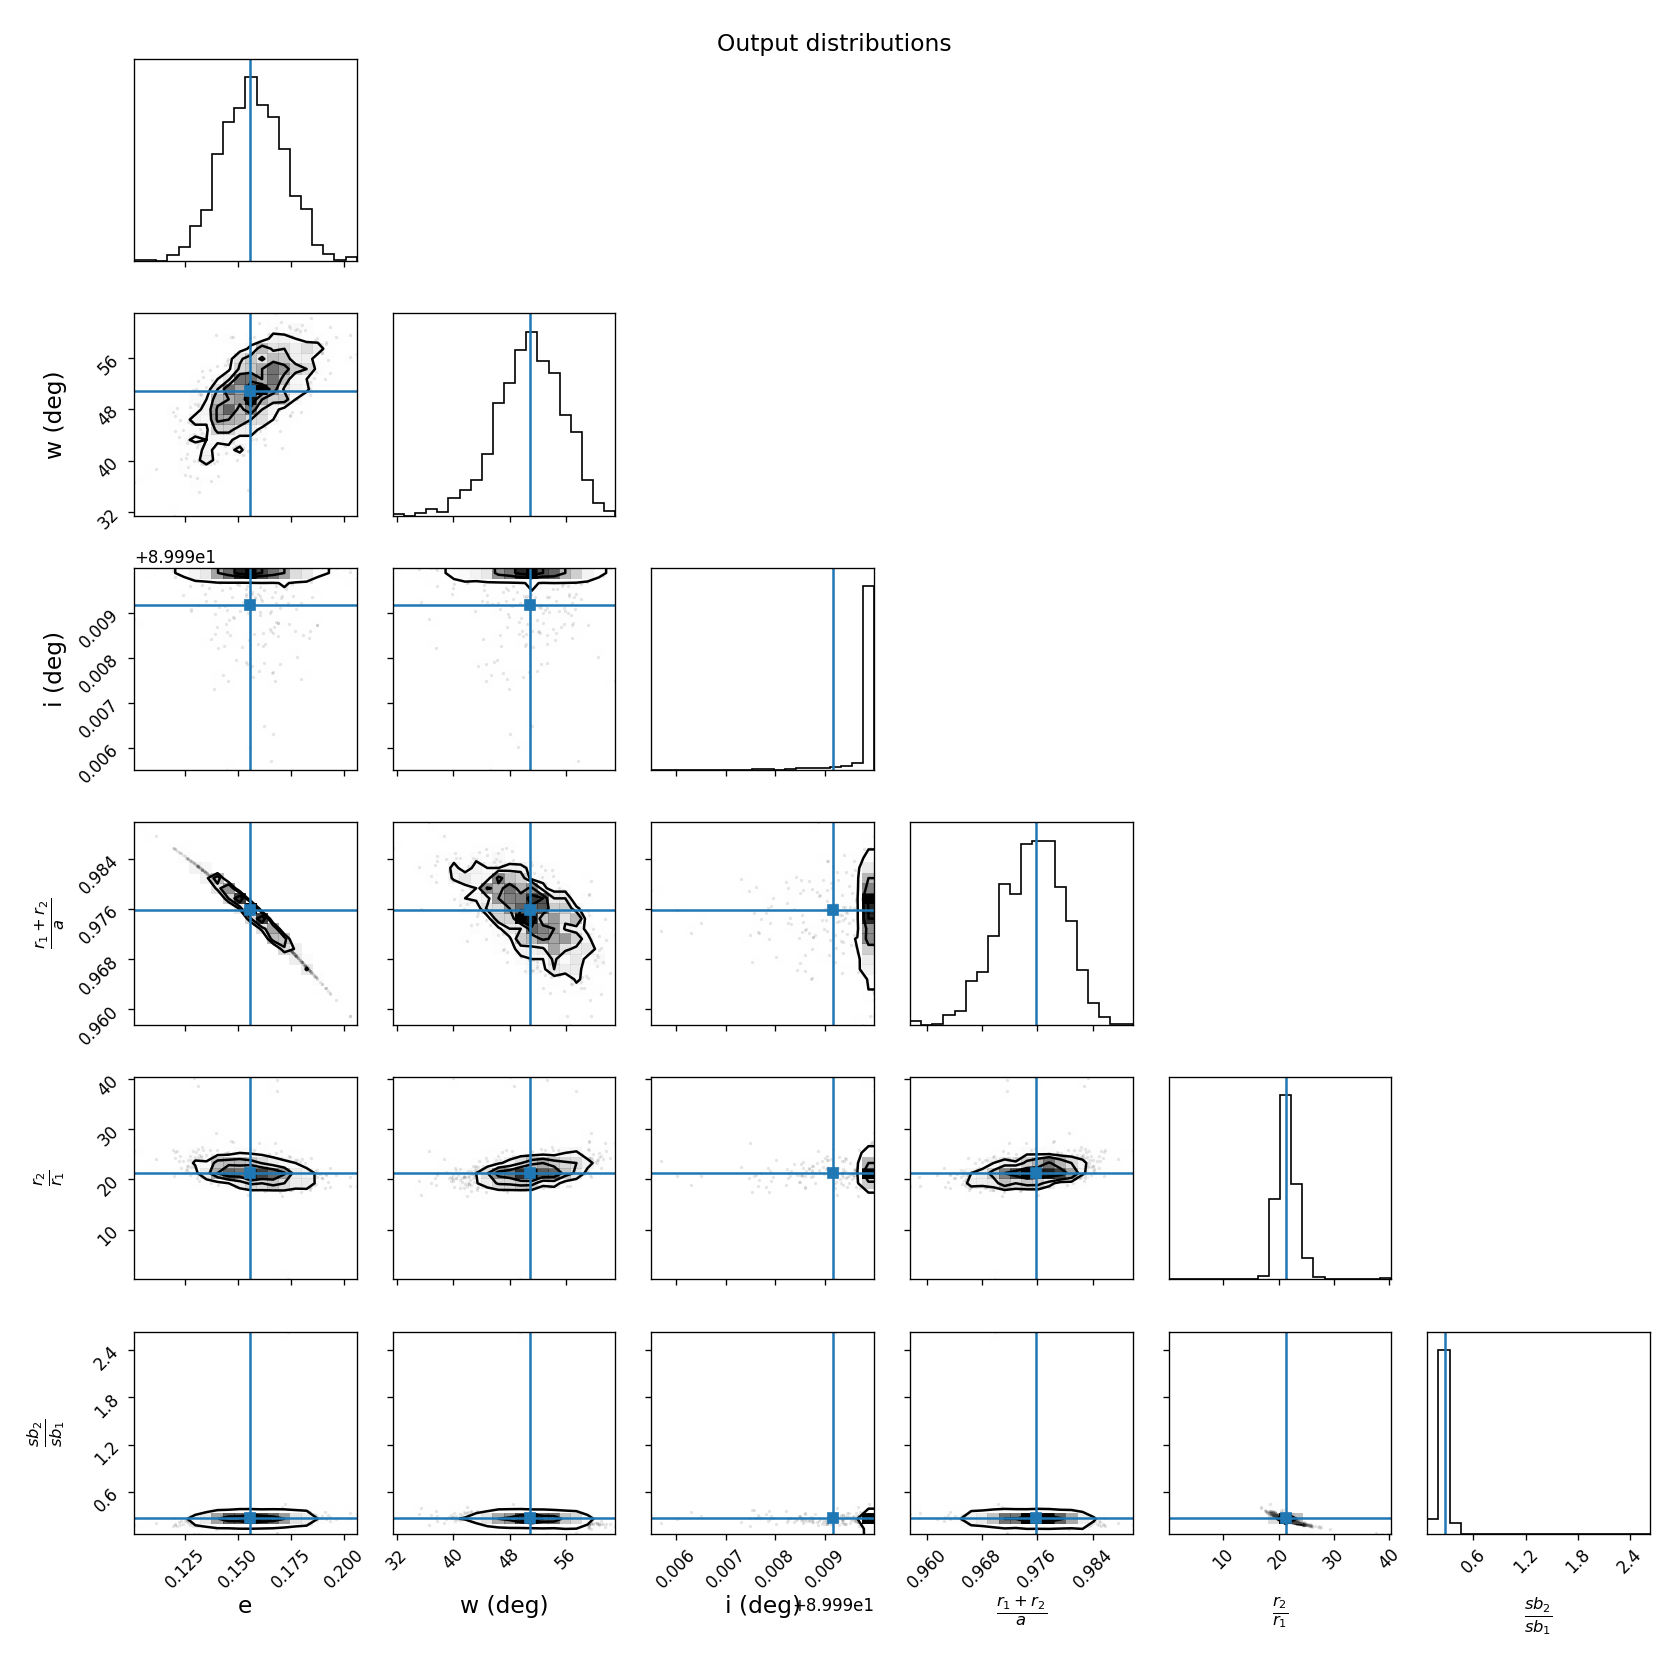 Output distributions
w (deg)
56
48
40
32
+8.999e1
i (deg)
0.009
0.008
0.007
0.006
r₁ + r₂ / a
0.984
0.976
0.968
0.960
r₂ / r₁
40
30
20
10
sb₂ / sb₁
2.4
1.8
1.2
0.6
0.125 0.150 0.175 0.200 32 40 48 56 0.006 0.007 0.008 0.009 0.960 0.968 0.976 0.984 10 20 30 40 0.6 1.2 1.8 2.4
e w (deg) i (deg) +8.999e1 r₁ + r₂ / a r₂ / r₁ sb₂ / sb₁